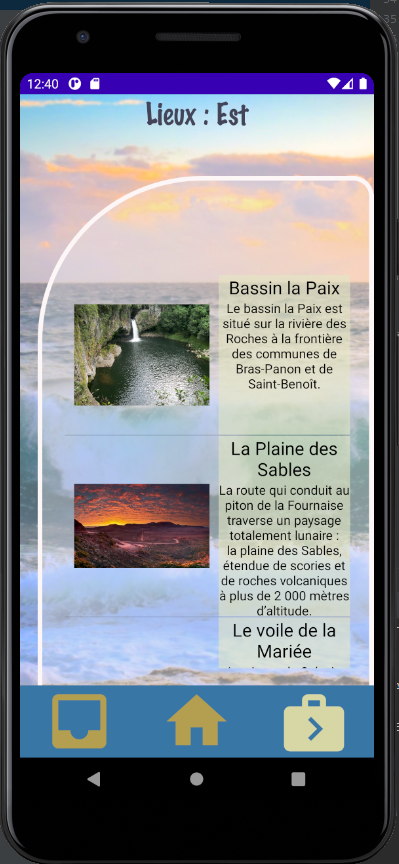 35
12:40
Lieux : Est
Bassin la Paix
Le bassin la Paix est
situé sur la rivière des
Roches à la frontière
des communes de
Bras-Panon et de
Saint-Benoît.
La Plaine des
Sables
La route qui conduit au
piton de la Fournaise
traverse un paysage
totalement lunaire :
la plaine des Sables,
étendue de scories et
de roches volcaniques
à plus de 2 000 mètres
d'altitude.
Le voile de la
Mariée